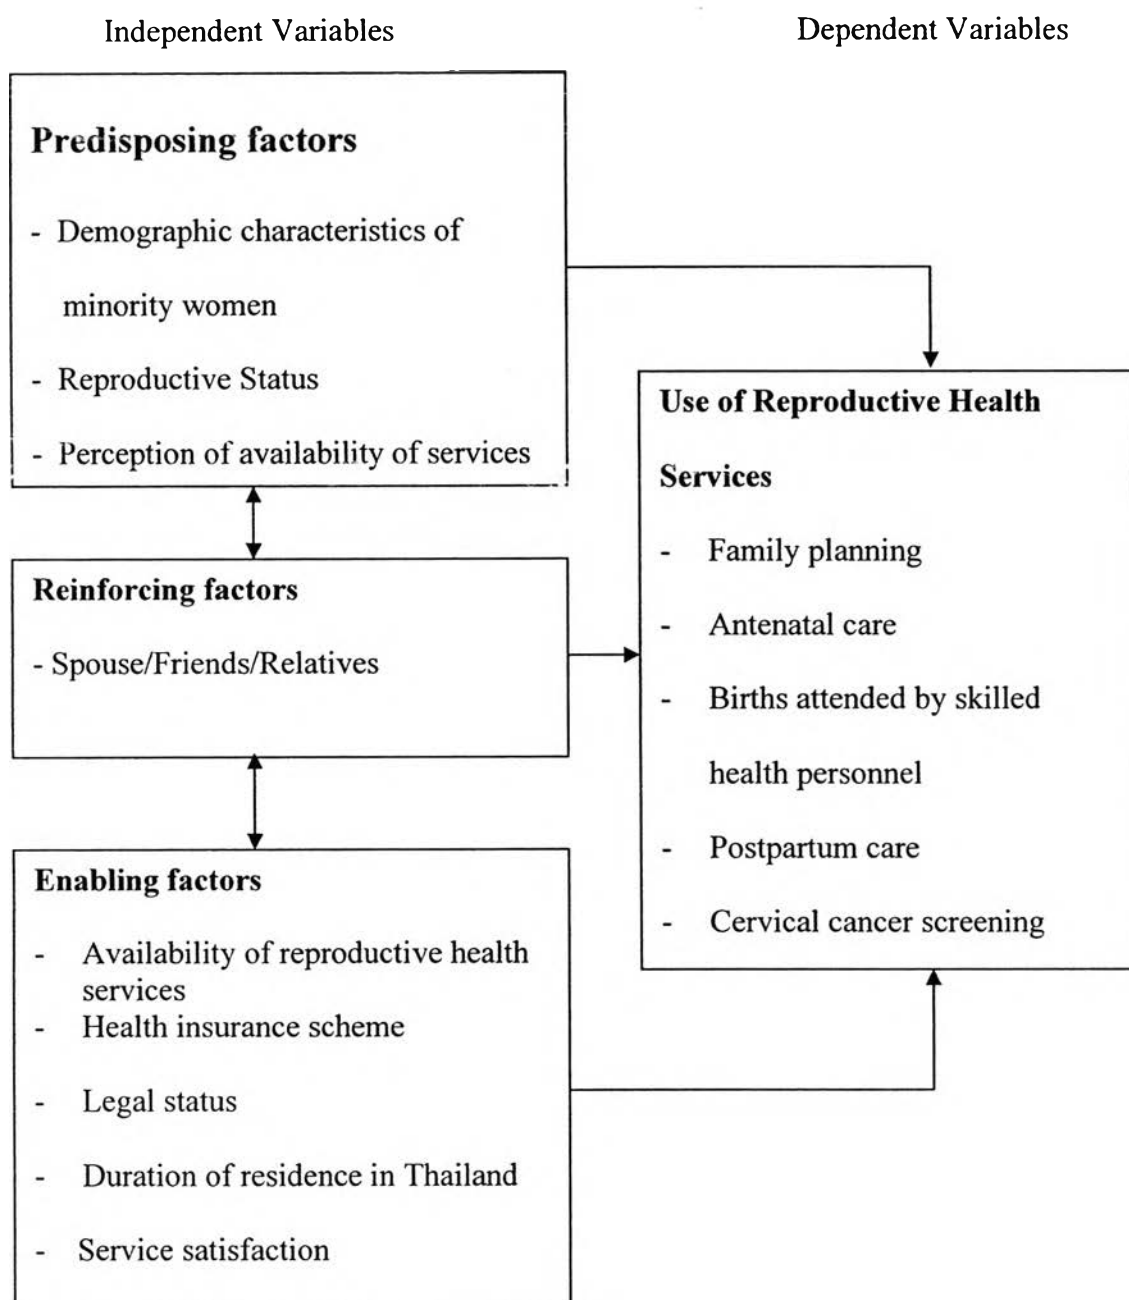 Independent Variables
Dependent Variables
Predisposing factors
- Demographic characteristics of
minority women
- Reproductive Status
- Perception of availability of services
Reinforcing factors
- Spouse/Friends/Relatives
Enabling factors
- Availability of reproductive health
services
- Health insurance scheme
- Legal status
- Duration of residence in Thailand
- Service satisfaction
Use of Reproductive Health
Services
- Family planning
- Antenatal care
- Births attended by skilled
health personnel
- Postpartum care
- Cervical cancer screening